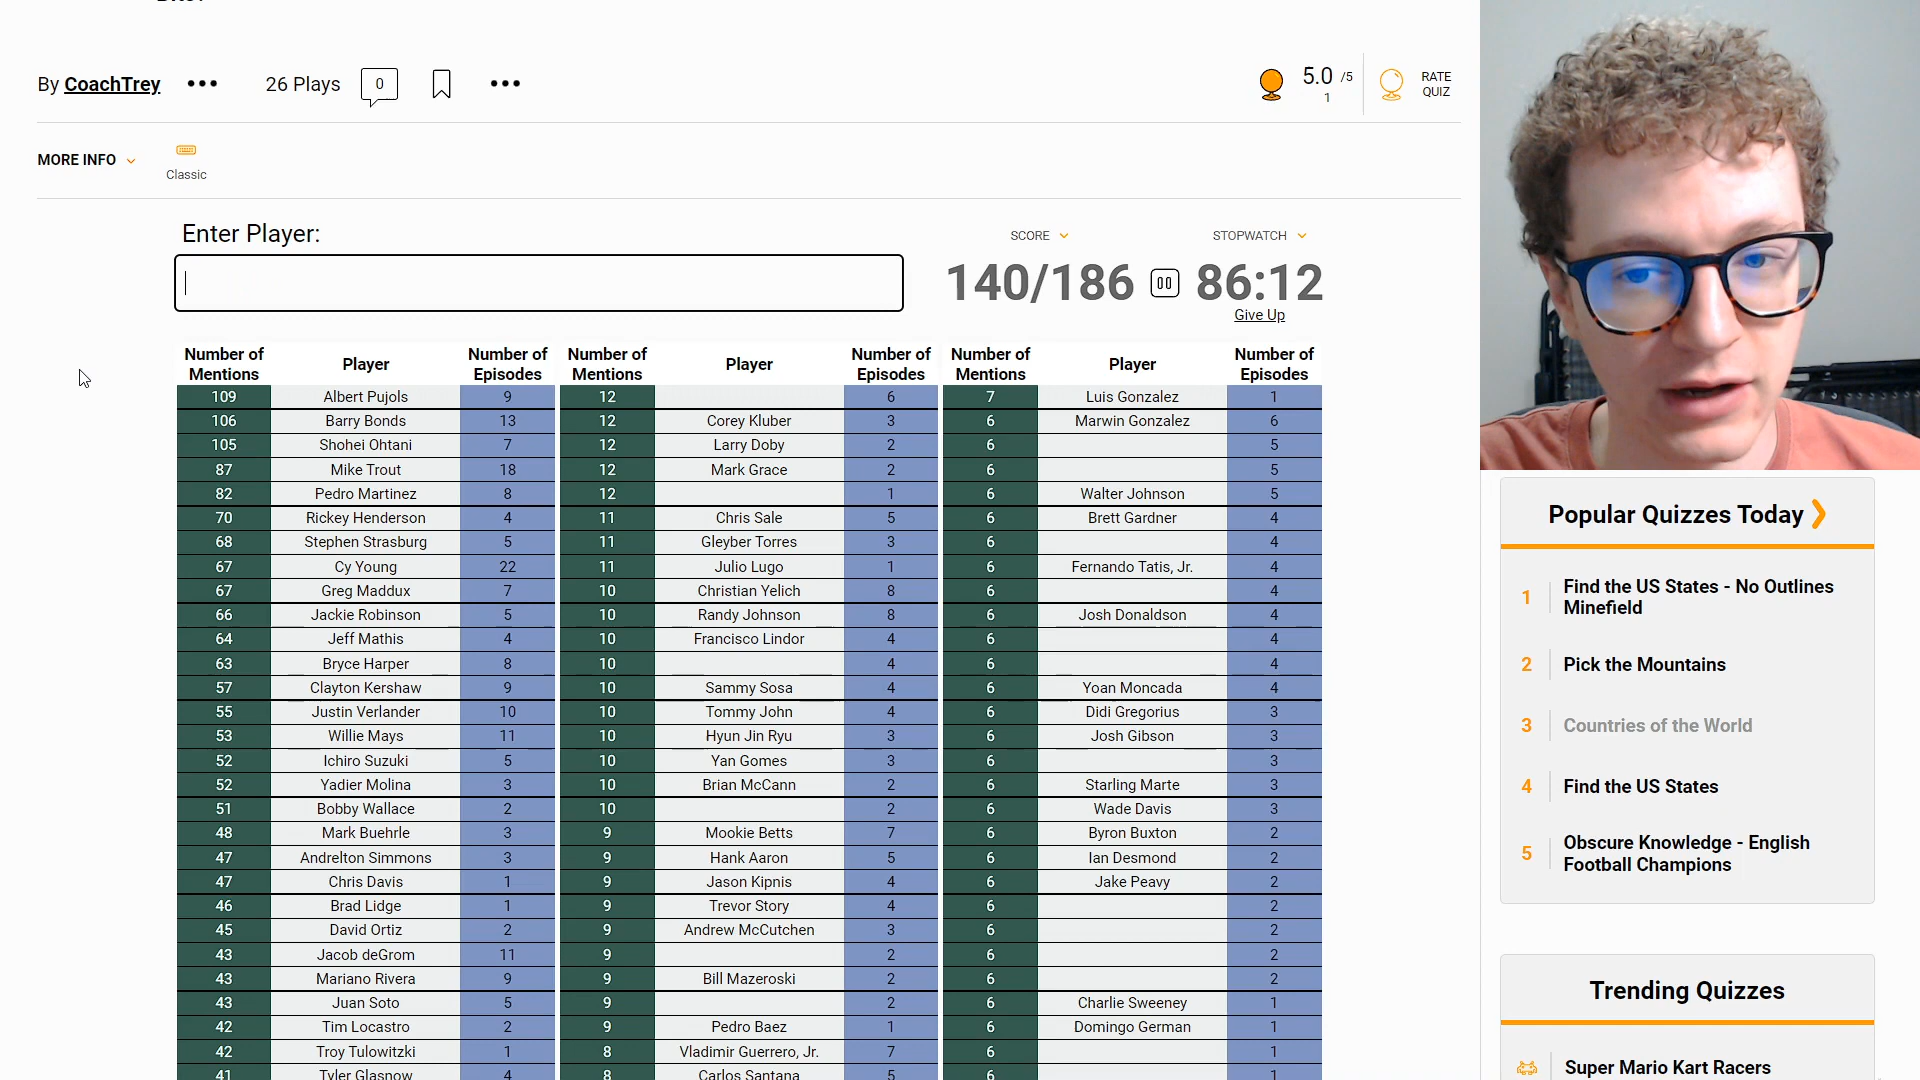 By CoachTrey
26 Plays
0
5.0 /5
1
RATE QUIZ
MORE INFO
Classic
Enter Player:
SCORE
STOPWATCH
140/186
86:12
Give Up
Number of Mentions Player Number of Episodes Number of Mentions Player Number of Episodes Number of Mentions Player Number of Episodes
109 Albert Pujols 9 12 6 7 Luis Gonzalez 1
106 Barry Bonds 13 12 Corey Kluber 3 6 Marwin Gonzalez 6
105 Shohei Ohtani 7 12 Larry Doby 2 6 5
87 Mike Trout 18 12 Mark Grace 2 6 5
82 Pedro Martinez 8 12 1 6 Walter Johnson 5
70 Rickey Henderson 4 11 Chris Sale 5 6 Brett Gardner 4
68 Stephen Strasburg 5 11 Gleyber Torres 3 6 4
67 Cy Young 22 11 Julio Lugo 1 6 Fernando Tatis, Jr. 4
67 Greg Maddux 7 10 Christian Yelich 8 6 4
66 Jackie Robinson 5 10 Randy Johnson 8 6 Josh Donaldson 4
64 Jeff Mathis 4 10 Francisco Lindor 4 6 4
63 Bryce Harper 8 10 4 6 4
57 Clayton Kershaw 9 10 Sammy Sosa 4 6 Yoan Moncada 4
55 Justin Verlander 10 10 Tommy John 4 6 Didi Gregorius 3
53 Willie Mays 11 10 Hyun Jin Ryu 3 6 Josh Gibson 3
52 Ichiro Suzuki 5 10 Yan Gomes 3 6 3
52 Yadier Molina 3 10 Brian McCann 2 6 Starling Marte 3
51 Bobby Wallace 2 10 2 6 Wade Davis 3
48 Mark Buehrle 3 9 Mookie Betts 7 6 Byron Buxton 2
47 Andrelton Simmons 3 9 Hank Aaron 5 6 Ian Desmond 2
47 Chris Davis 1 9 Jason Kipnis 4 6 Jake Peavy 2
46 Brad Lidge 1 9 Trevor Story 4 6 2
45 David Ortiz 2 9 Andrew McCutchen 3 6 2
43 Jacob deGrom 11 9 2 6 2
43 Mariano Rivera 9 9 Bill Mazeroski 2 6 2
43 Juan Soto 5 9 2 6 Charlie Sweeney 1
42 Tim Locastro 2 9 Pedro Baez 1 6 Domingo German 1
42 Troy Tulowitzki 1 8 Vladimir Guerrero, Jr. 7 6 1
41 Tyler Glasnow 4 8 Carlos Santana 5 6 1
Popular Quizzes Today
1 Find the US States - No Outlines Minefield
2 Pick the Mountains
3 Countries of the World
4 Find the US States
5 Obscure Knowledge - English Football Champions
Trending Quizzes
Super Mario Kart Racers